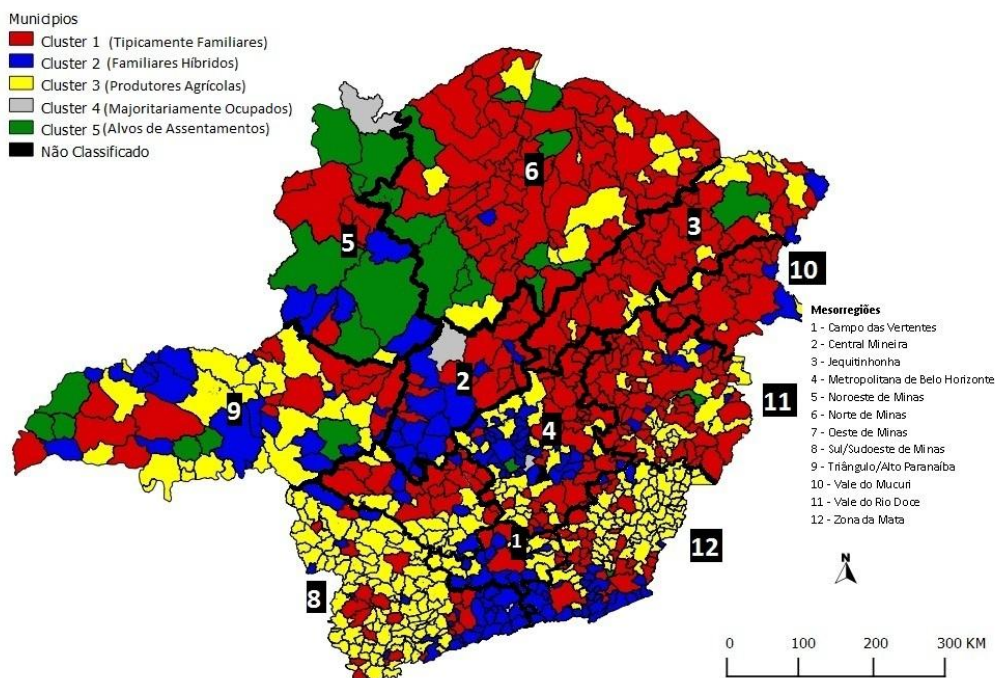 Municípios
Cluster 1 (Tipicamente Familiares)
Cluster 2 (Familiares Híbridos)
Cluster 3 (Produtores Agrícolas)
Cluster 4 (Majoritariamente Ocupados)
Cluster 5 (Alvos de Assentamentos)
Não Classificado
6
3
5
10
2
9
4
11
1
12
8
Mesorregiões
1 - Campo das Vertentes
2 - Central Mineira
3 - Jequitinhonha
4 - Metropolitana de Belo Horizonte
5 - Noroeste de Minas
6 - Norte de Minas
7 - Oeste de Minas
8 - Sul/Sudoeste de Minas
9 - Triângulo/Alto Paranaíba
10 - Vale do Mucuri
11 - Vale do Rio Doce
12 - Zona da Mata
N
0 100 200 300 KM